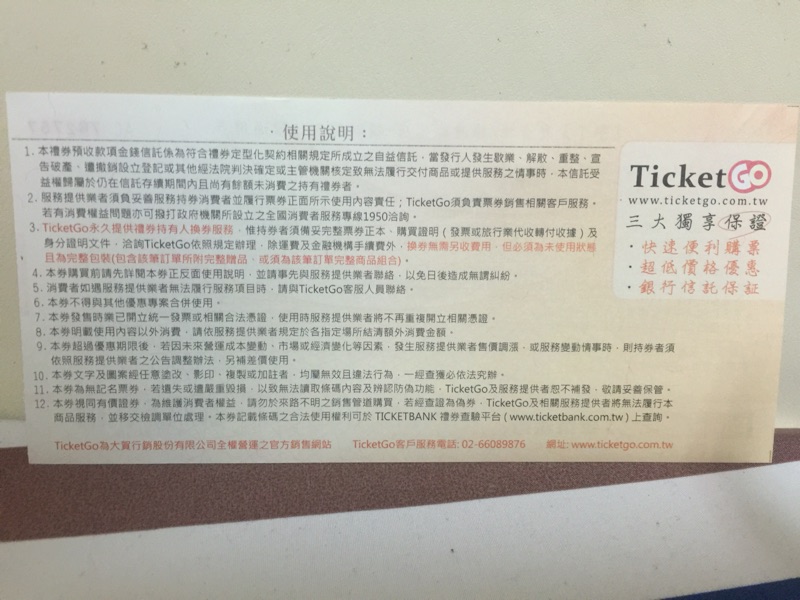 使用說明：
1. 本禮券預收款項金錢信託係為符合禮券定型化契約相關規定所成立之自益信託，當發行人發生歇業、解散、重整、宣
告破產、遭撤銷設立登記或其他經法院判決確定或主管機關核定致無法履行交付商品或提供服務之情事時，本信託受
益權歸屬於仍在信託存續期間內且尚有餘額未消費之持有禮券者。
2. 服務提供業者須負妥善服務持券消費者並履行票券正面所示使用內容責任；TicketGo須負責票券銷售相關客戶服務。
若有消費權益問題亦可撥打政府機關所設立之全國消費者服務專線1950洽詢。
3. TicketGo永久提供禮券持有人換券服務，惟持券者須備妥完整票券正本、購買證明（發票或旅行業代收轉付收據）及
身分證明文件，洽詢TicketGo依照規定辦理，除運費及金融機構手續費外，換券無需另收費用，但必須為未使用狀態
且為完整包裝(包含該筆訂單所附完整贈品，或須為該筆訂單完整商品組合)。
4. 本券購買前請先詳閱本券正反面使用說明，並請事先與服務提供業者聯絡，以免日後造成無謂糾紛。
5. 消費者如遇服務提供業者無法履行服務項目時，請與TicketGo客服人員聯絡。
6. 本券不得與其他優惠專案合併使用。
7. 本券發售時業已開立統一發票或相關合法憑證，使用時服務提供業者將不再重複開立相關憑證。
8. 本券明載使用內容以外消費，請依服務提供業者規定於各指定場所結清額外消費金額。
9. 本券超過優惠期限後，若因未來營運成本變動、市場或經濟變化等因素，發生服務提供業者售價調漲，或服務變動情事時，則持券者須
依照服務提供業者之公告調整辦法，另補差價使用。
10. 本券文字及圖案經任意塗改、影印、複製或加註者，均屬無效且違法行為，一經查獲必依法究辦。
11. 本券為無記名票券，若遺失或遭嚴重毀損，以致無法讀取條碼內容及辨認防偽功能，TicketGo及服務提供業者恕不補發，敬請妥善保管。
12. 本券視同有價證券，為維護消費者權益，請勿於來路不明之銷售管道購買，若經查證為偽券，TicketGo及相關服務提供業者將無法履行本
商品服務，並移交檢調單位處理。本券記載條碼之合法使用權利可於 TICKETBANK 禮券查驗平台 (www.ticketbank.com.tw) 上查詢。
TicketGo為大買行銷股份有限公司全權營運之官方銷售網站 TicketGo客戶服務電話: 02-66089876 網址: www.ticketgo.com.tw
TicketGO
www.ticketgo.com.tw
三大獨享保證
・快速便利購票
・超低價格優惠
・銀行信託保証